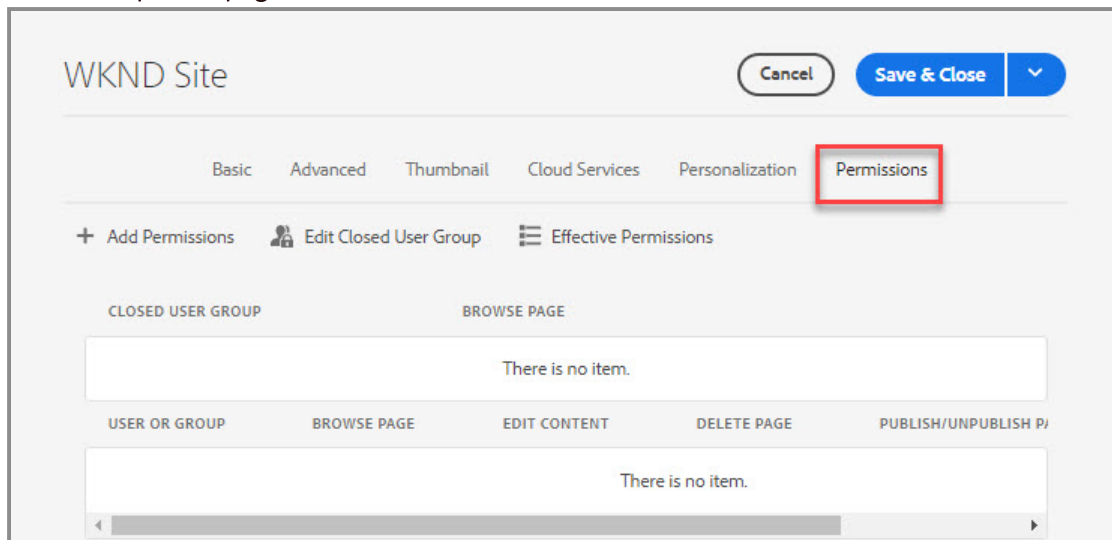 WKND Site
Cancel
Save & Close
Basic Advanced Thumbnail Cloud Services Personalization Permissions
+ Add Permissions Edit Closed User Group Effective Permissions
CLOSED USER GROUP BROWSE PAGE
There is no item.
USER OR GROUP BROWSE PAGE EDIT CONTENT DELETE PAGE PUBLISH/UNPUBLISH
There is no item.